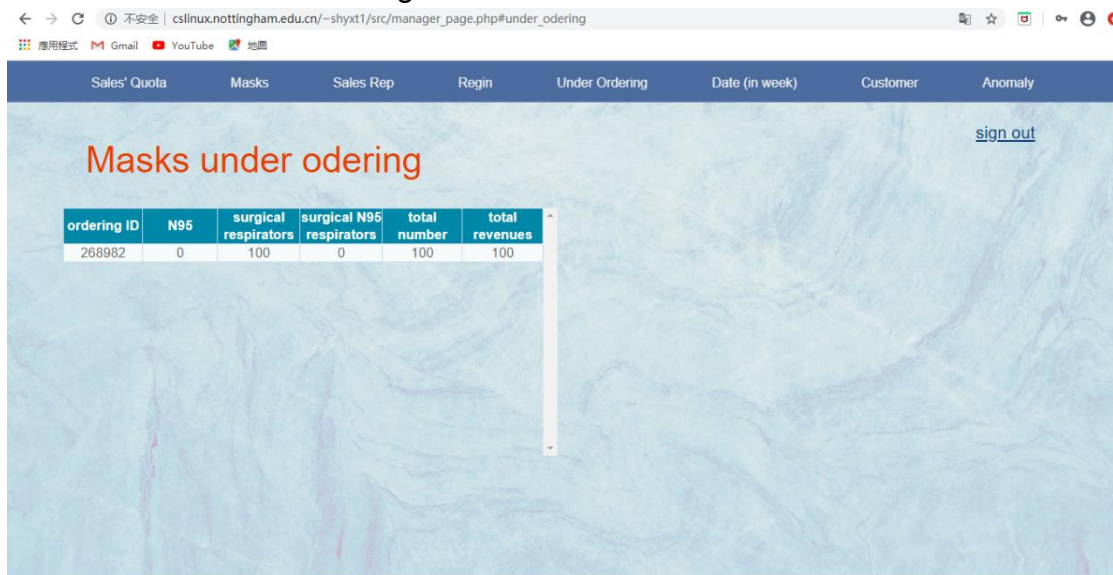 ← → C ⓘ 不安全 | cslinux.nottingham.edu.cn/~shyxt1/src/manager_page.php#under_odering
應用程式 Gmail YouTube 地圖
Sales' Quota Masks Sales Rep Regin Under Ordering Date (in week) Customer Anomaly
sign out
Masks under odering
ordering ID N95 surgical respirators surgical N95 respirators total number total revenues
268982 0 100 0 100 100